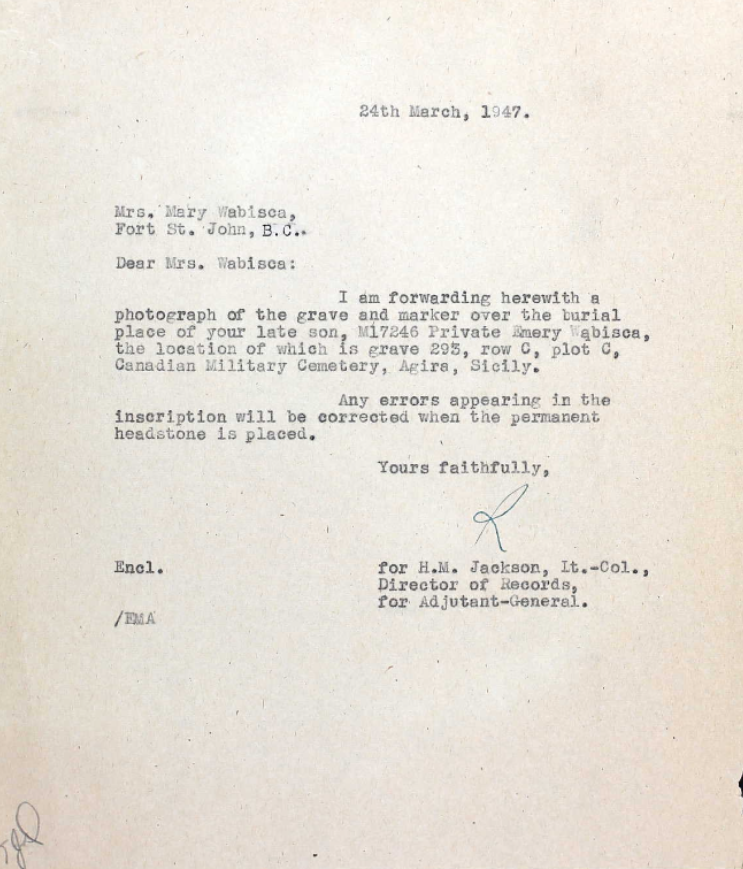 24th March, 1947.
Mrs. Mary Wabisca,
Fort St. John, B.C..
Dear Mrs. Wabisca:
I am forwarding herewith a
photograph of the grave and marker over the burial
place of your late son, M17246 Private Emery Wabisca,
the location of which is grave 293, row C, plot C,
Canadian Military Cemetery, Agira, Sicily.
Any errors appearing in the
inscription will be corrected when the permanent
headstone is placed.
Yours faithfully,
R
Encl.
for H.M. Jackson, Lt.-Col.,
Director of Records,
for Adjutant-General.
/EMA